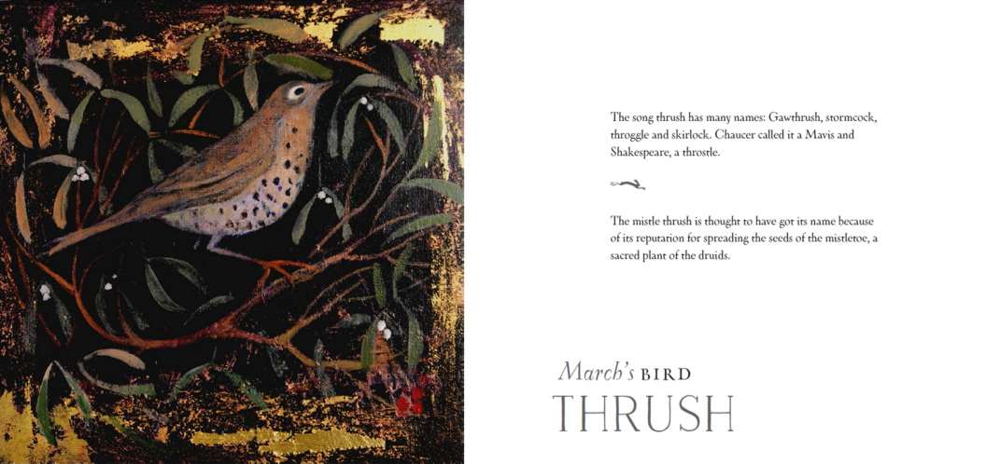 The song thrush has many names: Gawthrush, stormcock,
throggle and skirlock. Chaucer called it a Mavis and
Shakespeare, a throstle.
The mistle thrush is thought to have got its name because
of its reputation for spreading the seeds of the mistletoe, a
sacred plant of the druids.
March's BIRD
THRUSH